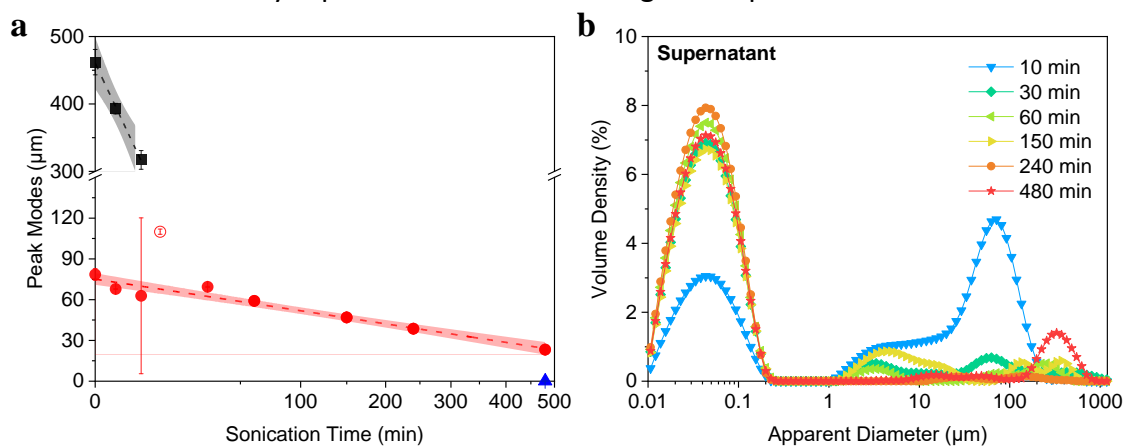 a
500
400
300
120
90
60
30
0
Peak Modes (µm)
0
100
200
300
400
500
Sonication Time (min)
b
Supernatant
10 min
30 min
60 min
150 min
240 min
480 min
10
8
6
4
2
0
Volume Density (%)
0.01
0.1
1
10
100
1000
Apparent Diameter (µm)